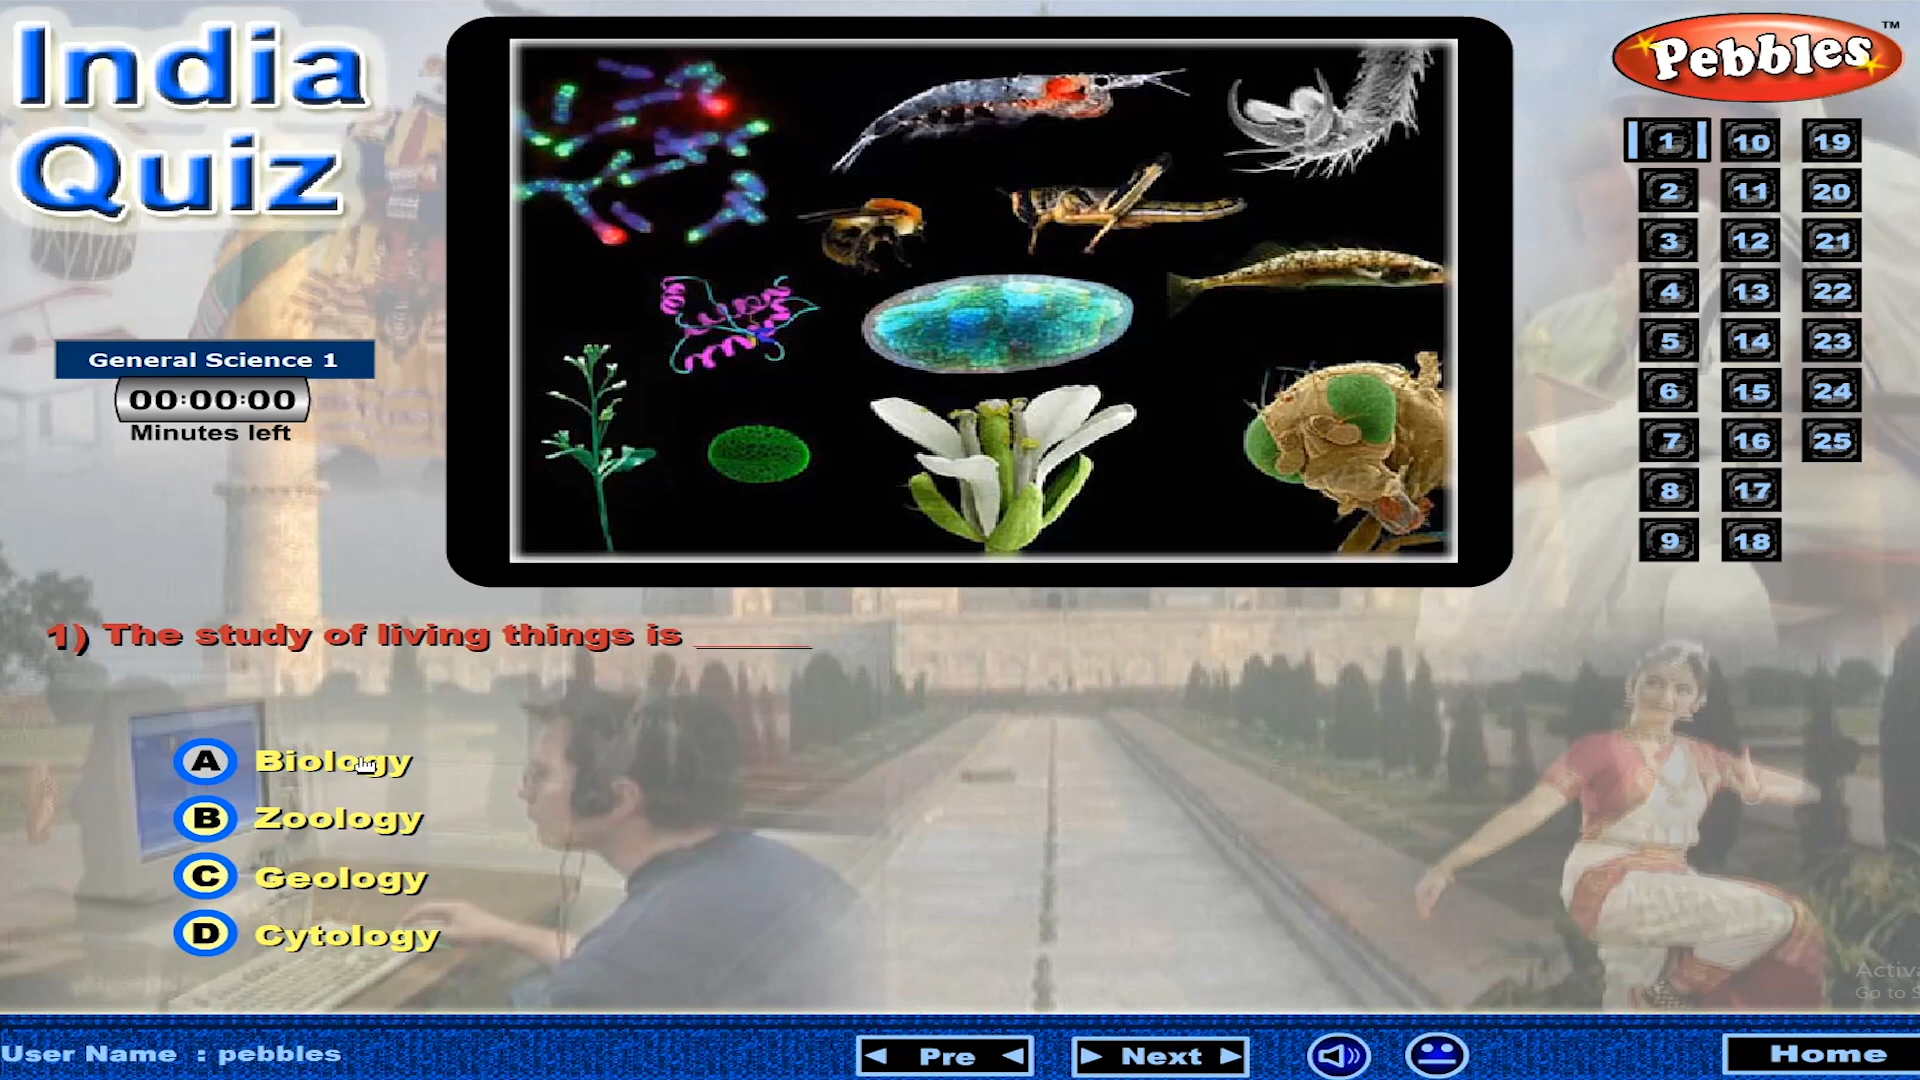 India
Quiz
Pebbles™
General Science 1
00:00:00
Minutes left
1 10 19
2 11 20
3 12 21
4 13 22
5 14 23
6 15 24
7 16 25
8 17
9 18
1) The study of living things is ______
A Biology
B Zoology
C Geology
D Cytology
User Name : pebbles
Pre
Next
Home